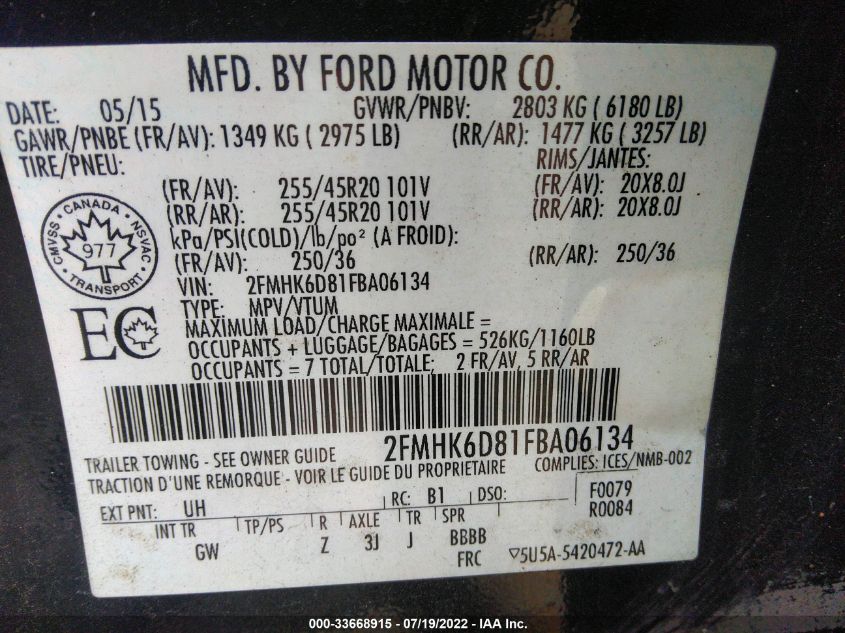 MFD. BY FORD MOTOR CO.
DATE: 05/15 GVWR/PNBV: 2803 KG ( 6180 LB)
GAWR/PNBE (FR/AV): 1349 KG ( 2975 LB) (RR/AR): 1477 KG ( 3257 LB)
TIRE/PNEU: RIMS/JANTES:
(FR/AV): 255/45R20 101V (FR/AV): 20X8.0J
(RR/AR): 255/45R20 101V (RR/AR): 20X8.0J
kPa/PSI(COLD)/lb/po² (A FROID):
(FR/AV): 250/36 (RR/AR): 250/36
CANADA
CMVSS NSVAC
977
TRANSPORT
VIN: 2FMHK6D81FBA06134
TYPE: MPV/VTUM
EC
MAXIMUM LOAD/CHARGE MAXIMALE =
OCCUPANTS + LUGGAGE/BAGAGES = 526KG/1160LB
OCCUPANTS = 7 TOTAL/TOTALE; 2 FR/AV, 5 RR/AR
2FMHK6D81FBA06134
TRAILER TOWING - SEE OWNER GUIDE COMPLIES: ICES/NMB-002
TRACTION D'UNE REMORQUE - VOIR LE GUIDE DU PROPRIETAIRE
EXT PNT: UH RC: B1 DSO: F0079
R0084
INT TR TP/PS R AXLE TR SPR
GW Z 3J J BBBB
FRC ▽5U5A-5420472-AA
000-33668915 - 07/19/2022 - IAA Inc.